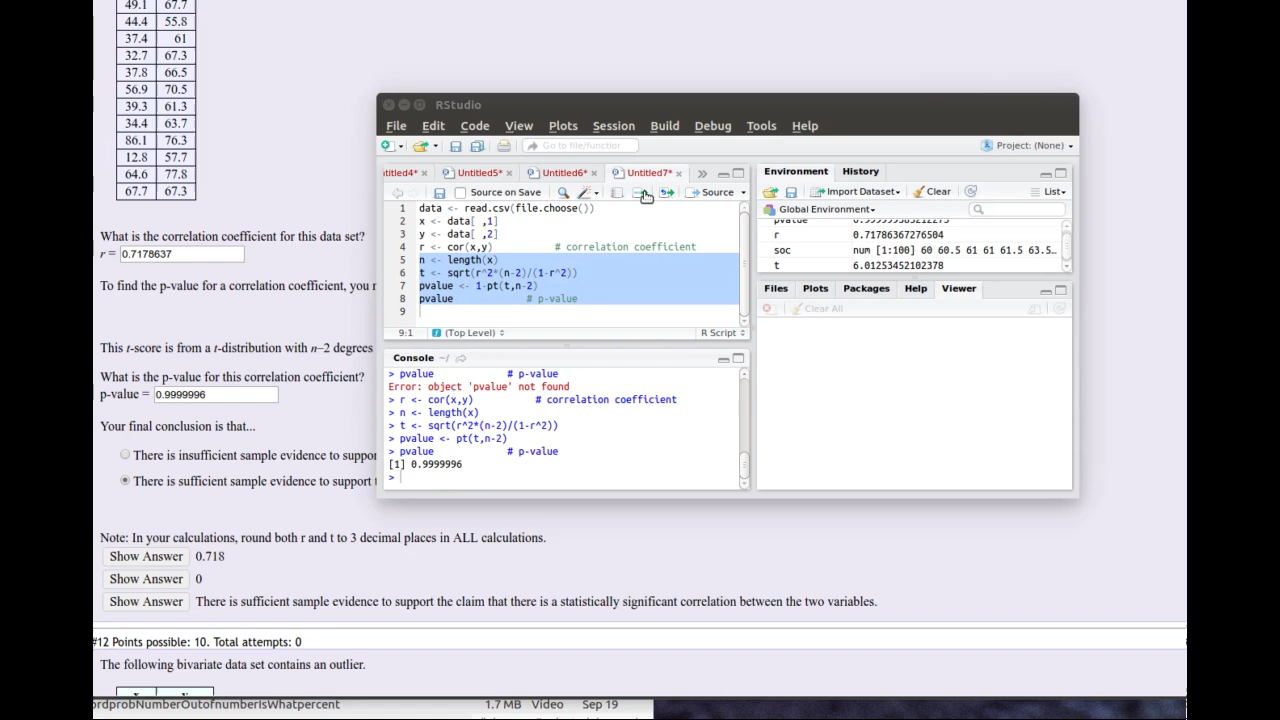 49.1 67.7
44.4 55.8
37.4 61
32.7 67.3
37.8 66.5
56.9 70.5
39.3 61.3
34.4 63.7
86.1 76.3
12.8 57.7
64.6 77.8
67.7 67.3
What is the correlation coefficient for this data set?
r = 0.7178637
To find the p-value for a correlation coefficient, you
This t-score is from a t-distribution with n−2 degrees
What is the p-value for this correlation coefficient?
p-value = 0.9999996
Your final conclusion is that...
There is insufficient sample evidence to suppor
There is sufficient sample evidence to support
Note: In your calculations, round both r and t to 3 decimal places in ALL calculations.
Show Answer 0.718
Show Answer 0
Show Answer There is sufficient sample evidence to support the claim that there is a statistically significant correlation between the two variables.
#12 Points possible: 10. Total attempts: 0
The following bivariate data set contains an outlier.
x y
ordprobNumberOutofnumberIsWhatpercent 1.7 MB Video Sep 19
RStudio
File Edit Code View Plots Session Build Debug Tools Help
Go to file/function Project: (None)
ntitled4* Untitled5* Untitled6* Untitled7*
Source on Save Source
1 data <- read.csv(file.choose())
2 x <- data[ ,1]
3 y <- data[ ,2]
4 r <- cor(x,y) # correlation coefficient
5 n <- length(x)
6 t <- sqrt(r^2*(n-2)/(1-r^2))
7 pvalue <- 1-pt(t,n-2)
8 pvalue # p-value
9
9:1 (Top Level) R Script
Console ~/
> pvalue # p-value
Error: object 'pvalue' not found
> r <- cor(x,y) # correlation coefficient
> n <- length(x)
> t <- sqrt(r^2*(n-2)/(1-r^2))
> pvalue <- pt(t,n-2)
> pvalue # p-value
[1] 0.9999996
>
Environment History
Import Dataset Clear List
Global Environment
pvalue
r 0.71786367276504
soc num [1:100] 60 60.5 61 61 61.5 63.5...
t 6.01253452102378
Files Plots Packages Help Viewer
Clear All